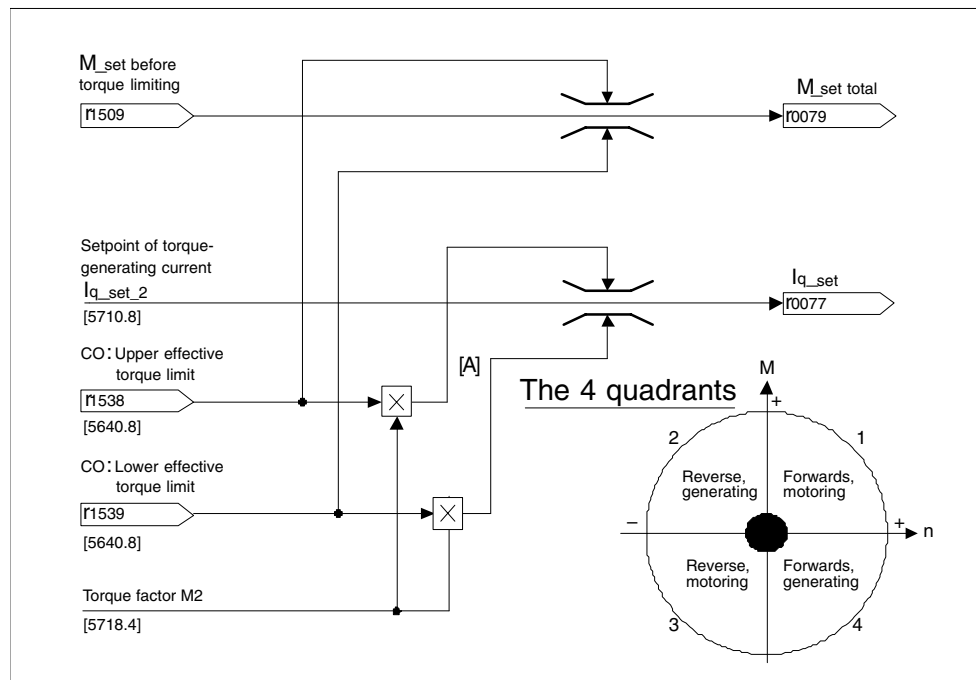 M_set before
torque limiting
r1509
M_set total
r0079
Setpoint of torque-
generating current
Iq_set_2
[5710.8]
Iq_set
r0077
CO: Upper effective
torque limit
r1538
[5640.8]
[A]
CO: Lower effective
torque limit
r1539
[5640.8]
Torque factor M2
[5718.4]
The 4 quadrants
M
+
2
1
Reverse,
generating
Forwards,
motoring
–
+
n
Reverse,
motoring
Forwards,
generating
3
4